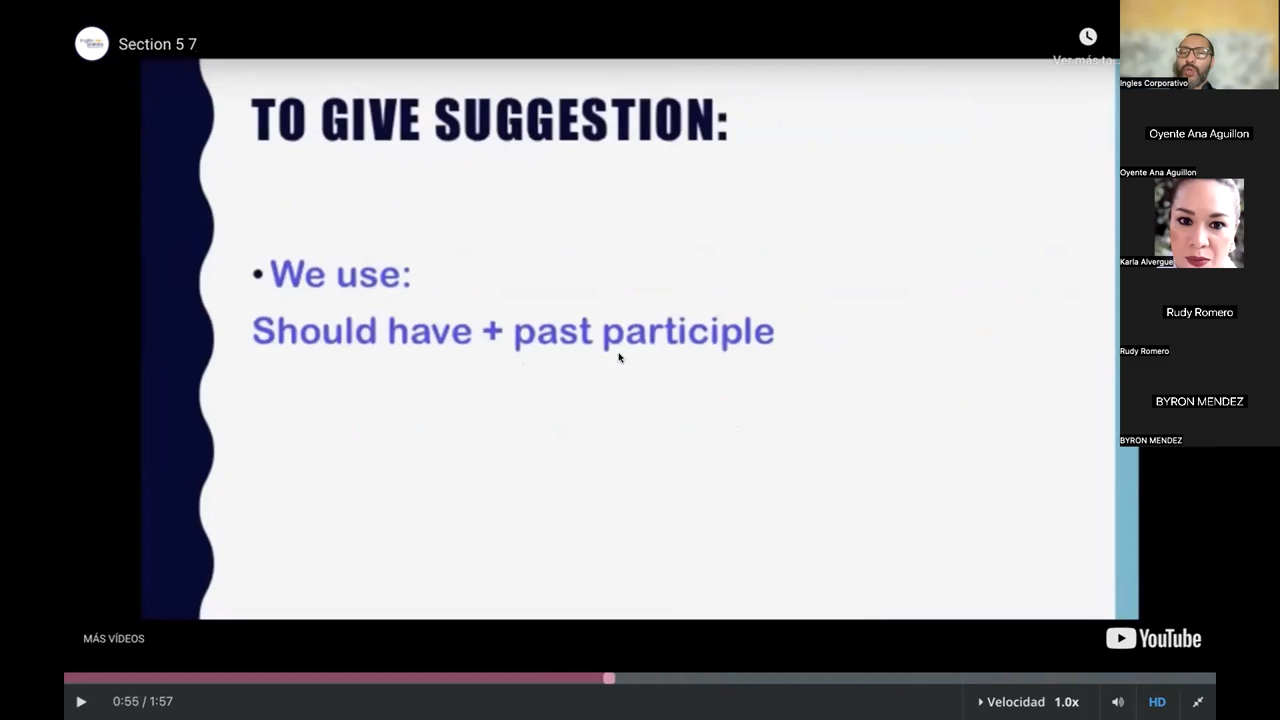 Section 5 7
Ver más ta
TO GIVE SUGGESTION:
• We use:
Should have + past participle
MÁS VÍDEOS
YouTube
0:55 / 1:57
Velocidad 1.0x
HD
Ingles Corporativo
Oyente Ana Aguillon
Oyente Ana Aguillon
Karla Alvergue
Rudy Romero
Rudy Romero
BYRON MENDEZ
BYRON MENDEZ